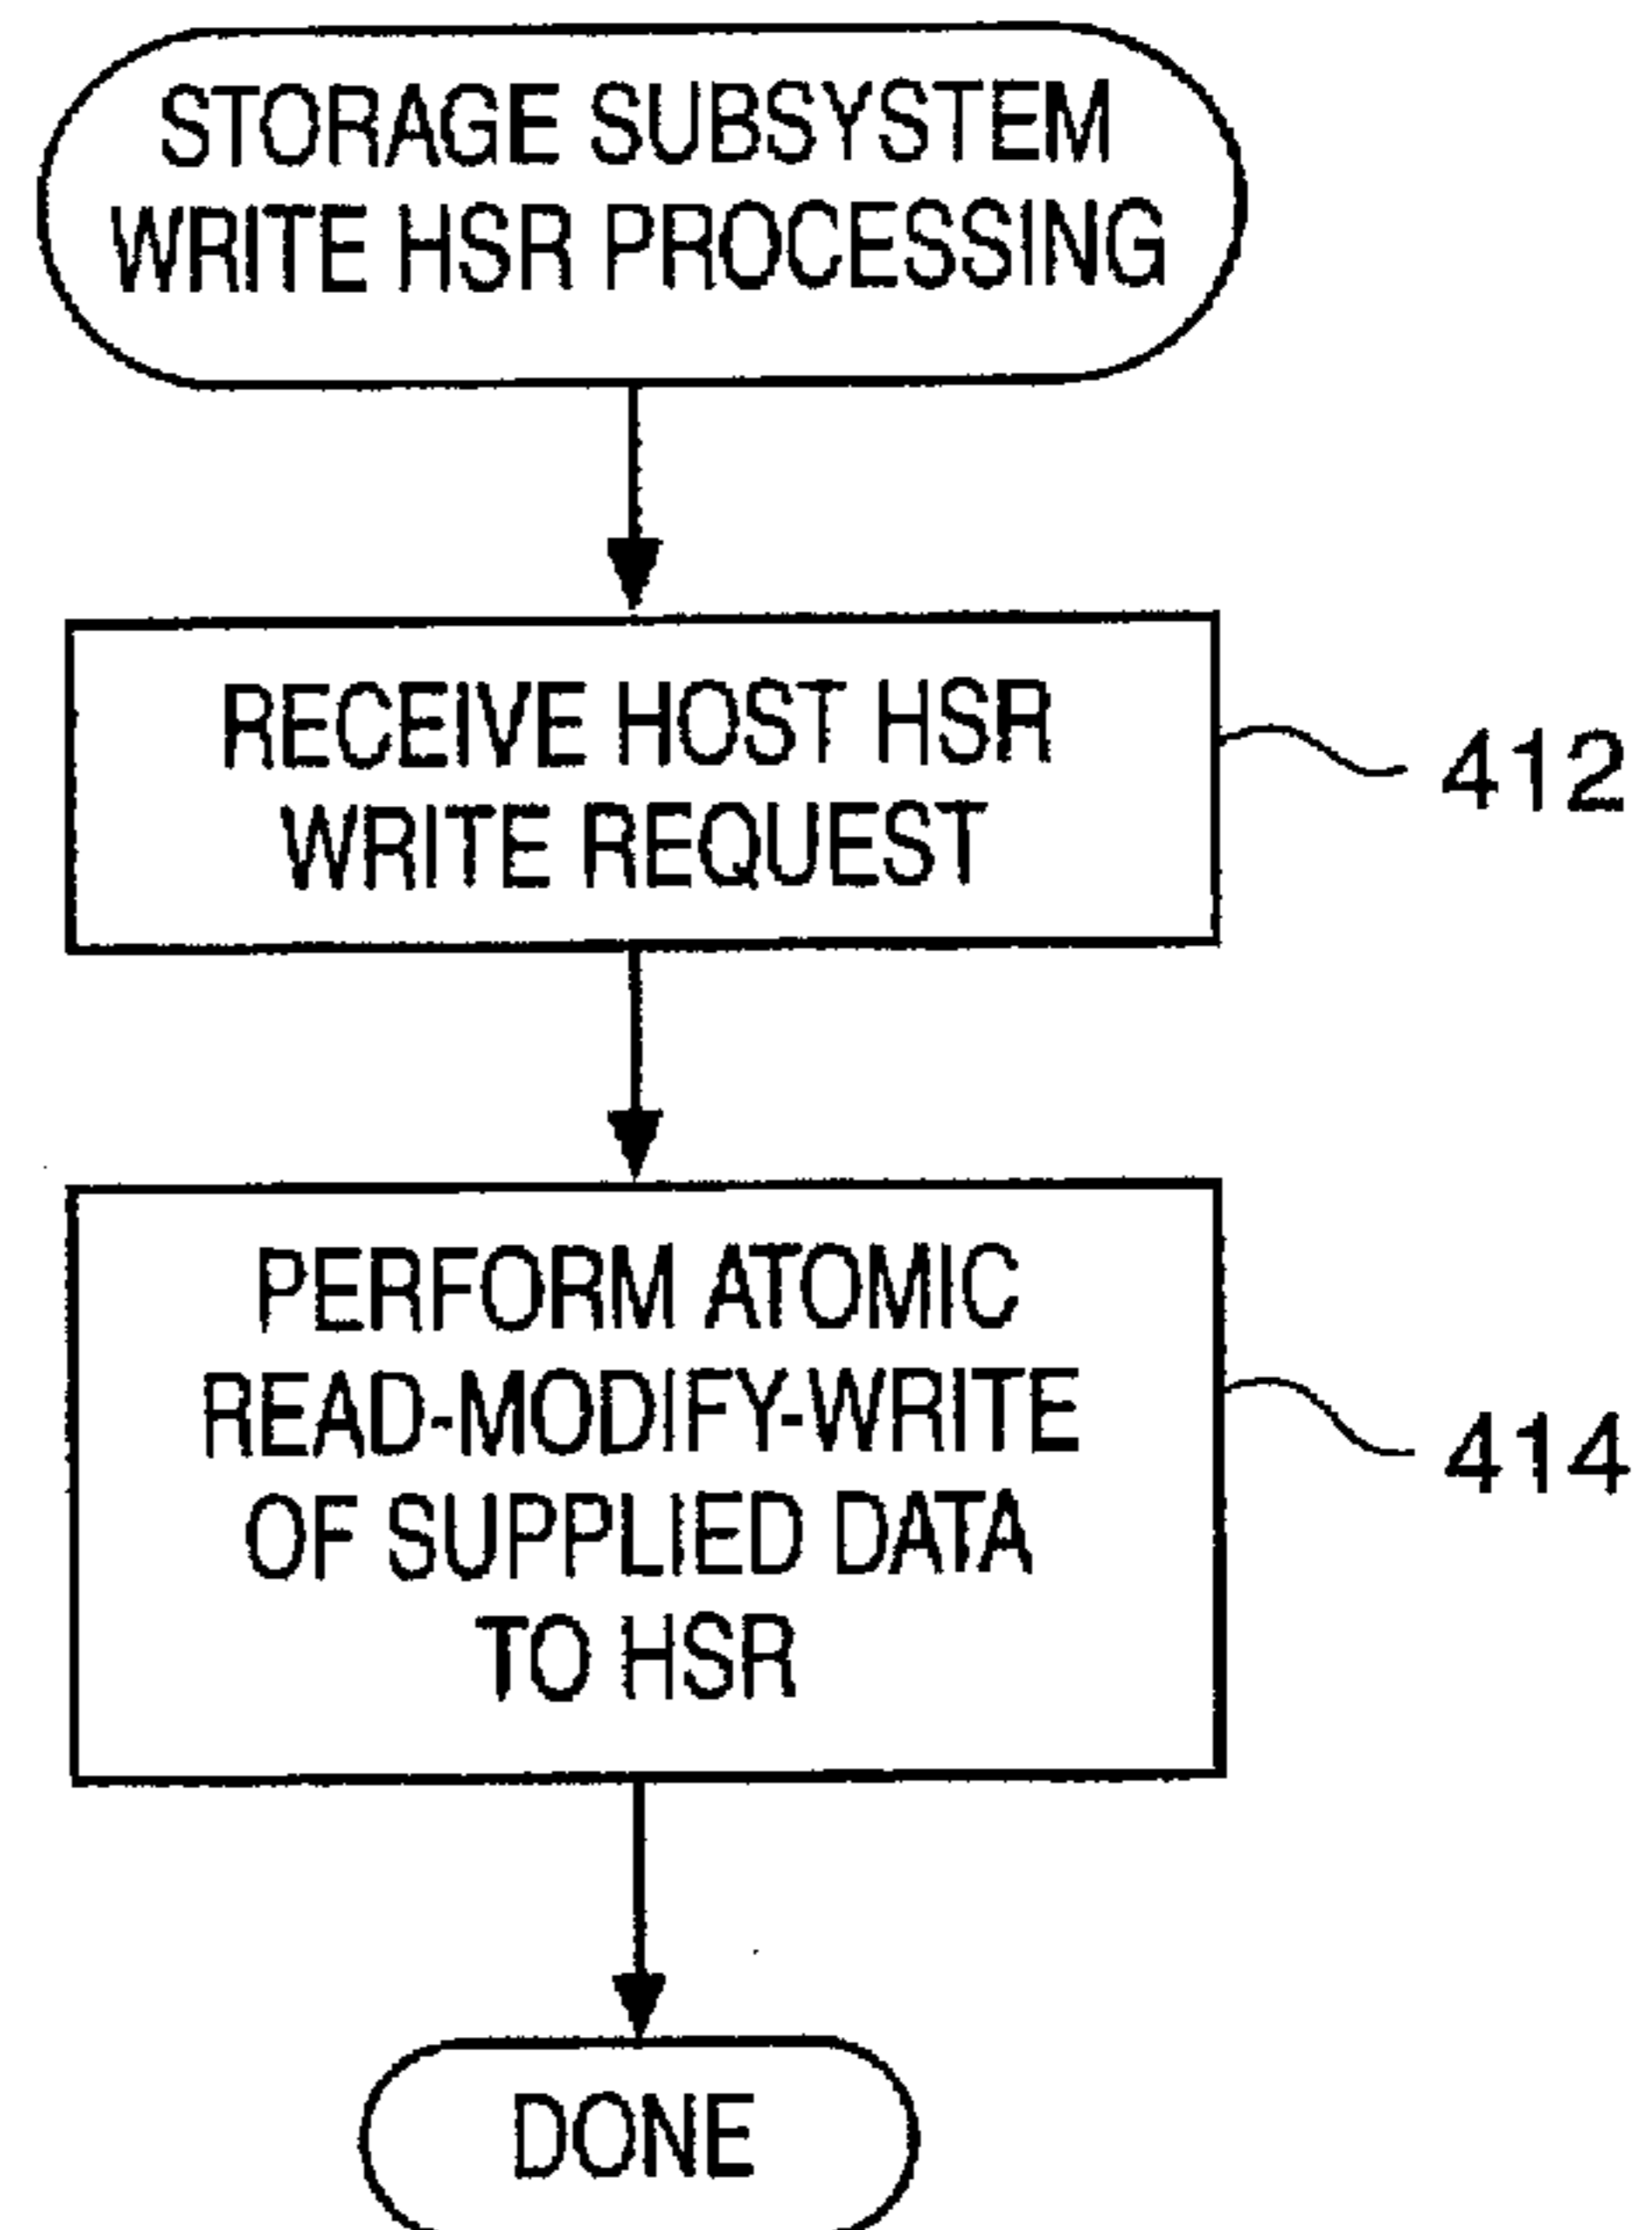 STORAGE SUBSYSTEM
WRITE HSR PROCESSING
RECEIVE HOST HSR
WRITE REQUEST
412
PERFORM ATOMIC
READ-MODIFY-WRITE
OF SUPPLIED DATA
TO HSR
414
DONE